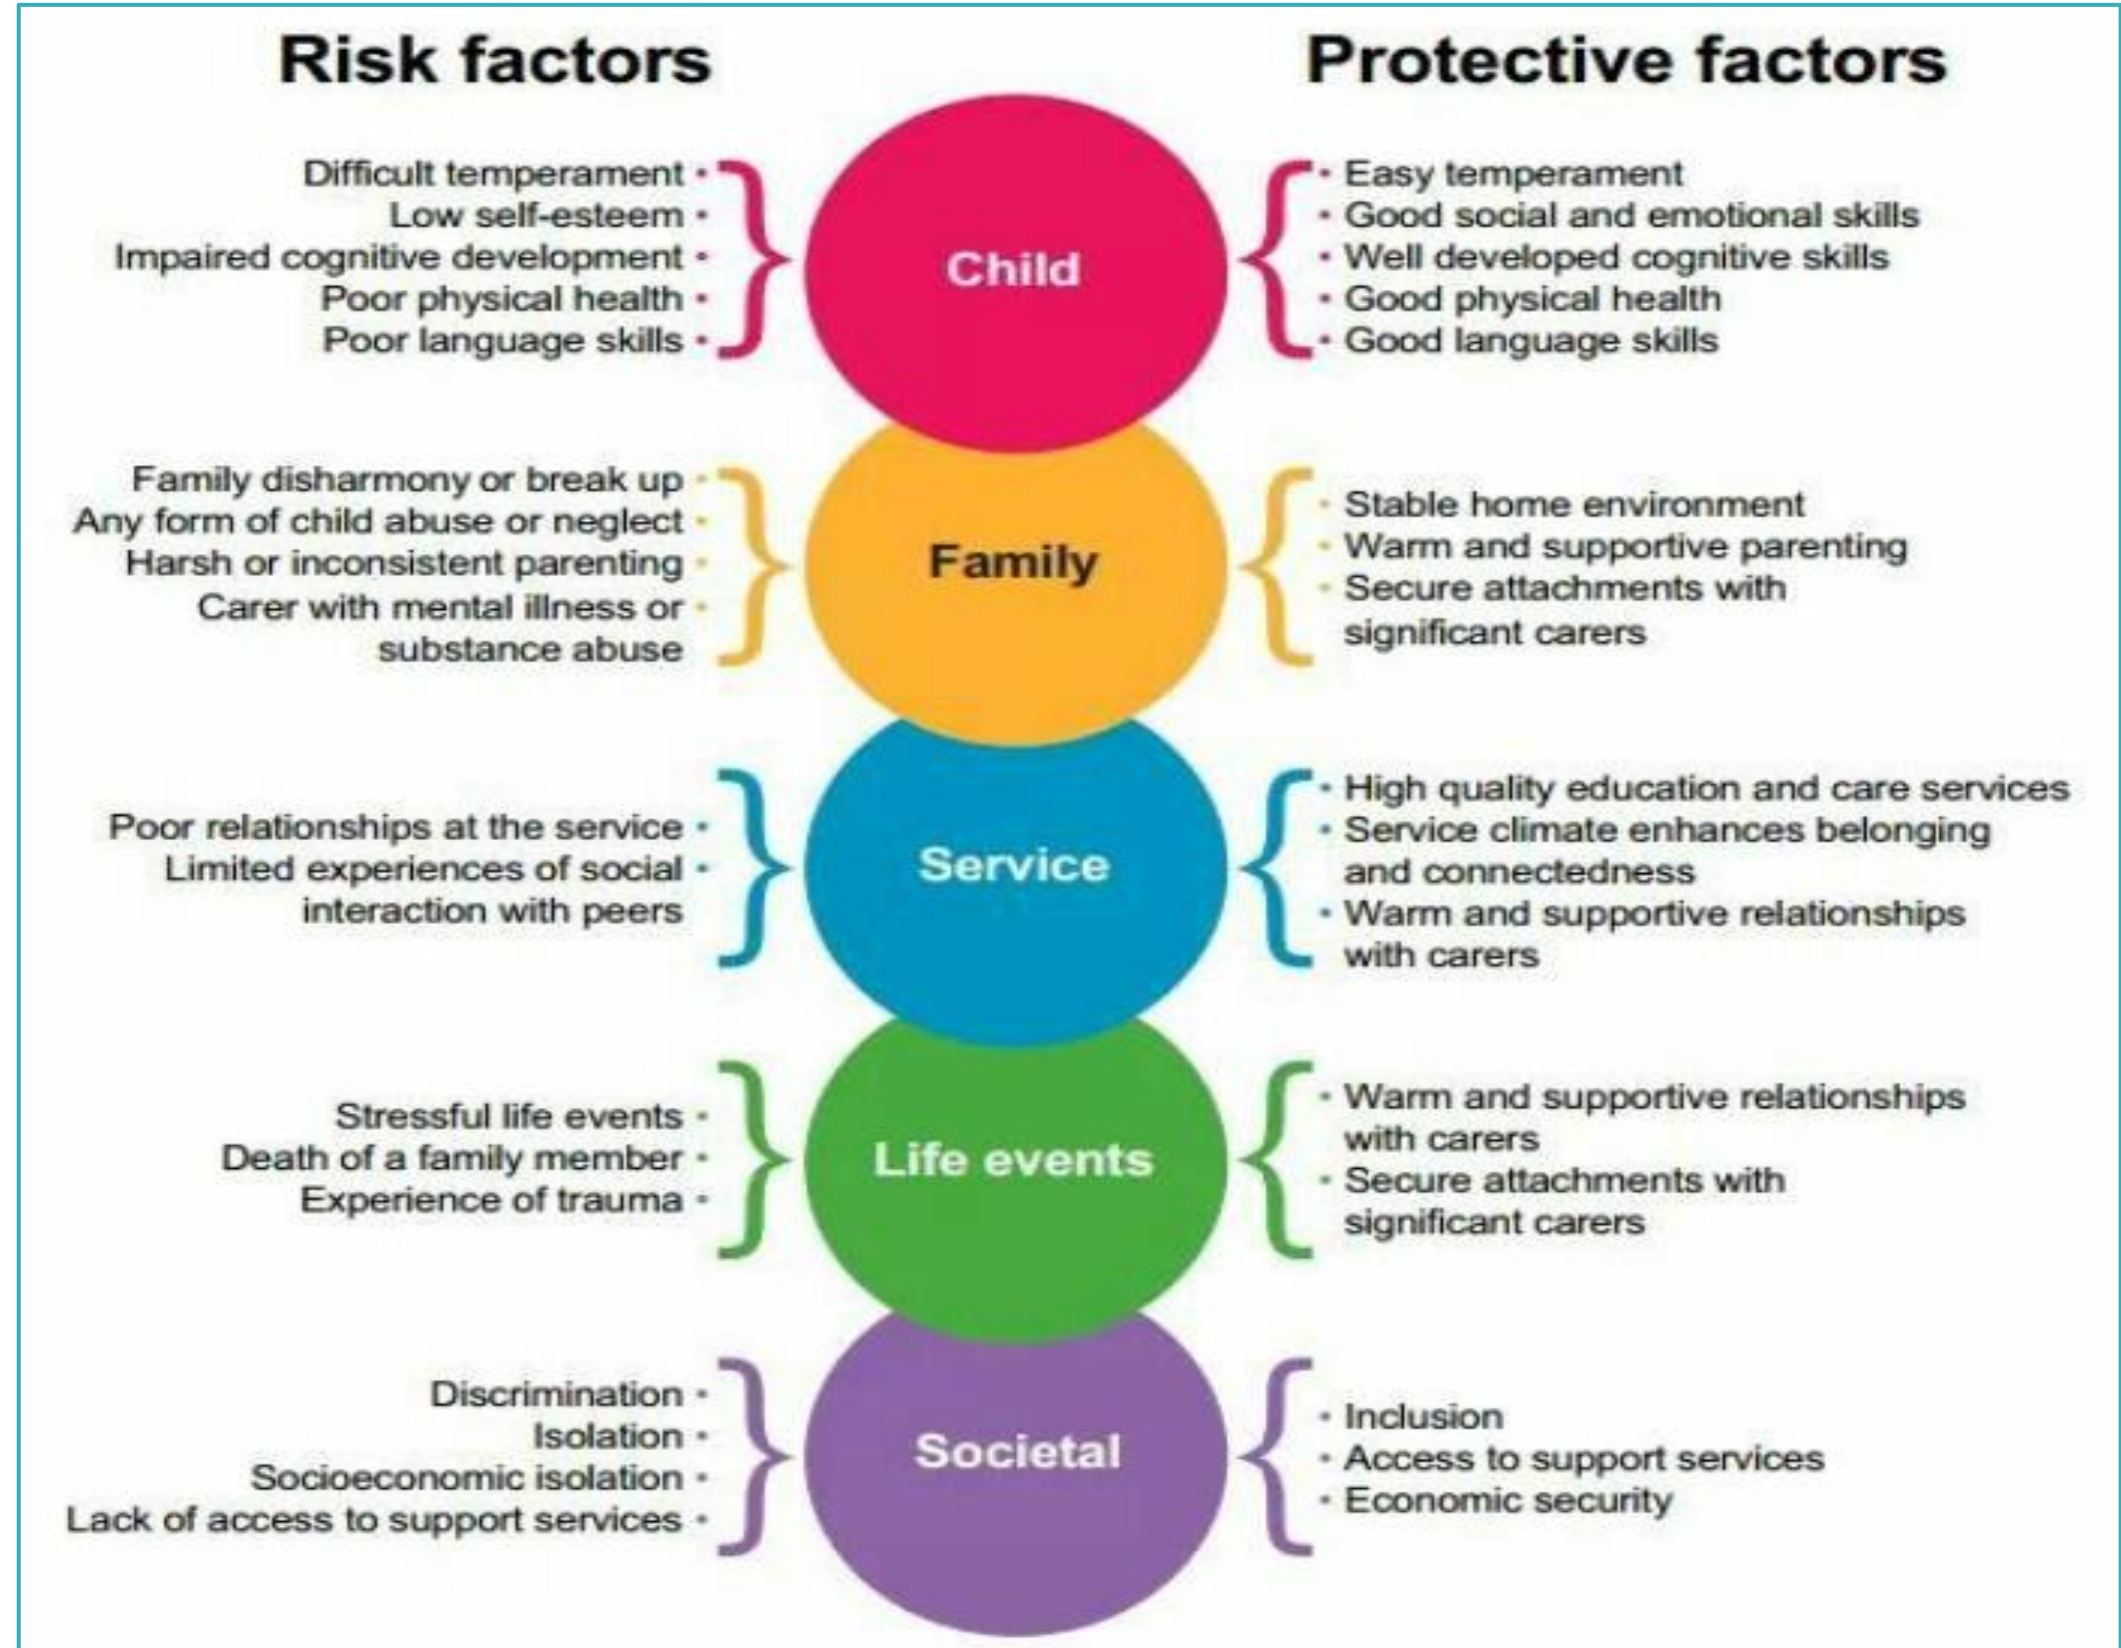 Risk factors
Protective factors
Difficult temperament •
Low self-esteem •
Impaired cognitive development •
Poor physical health •
Poor language skills •
Child
• Easy temperament
• Good social and emotional skills
• Well developed cognitive skills
• Good physical health
• Good language skills
Family disharmony or break up •
Any form of child abuse or neglect •
Harsh or inconsistent parenting •
Carer with mental illness or •
substance abuse
Family
• Stable home environment
• Warm and supportive parenting
• Secure attachments with
significant carers
Poor relationships at the service •
Limited experiences of social •
interaction with peers
Service
• High quality education and care services
• Service climate enhances belonging
and connectedness
• Warm and supportive relationships
with carers
Stressful life events •
Death of a family member •
Experience of trauma •
Life events
• Warm and supportive relationships
with carers
• Secure attachments with
significant carers
Discrimination •
Isolation •
Socioeconomic isolation •
Lack of access to support services •
Societal
• Inclusion
• Access to support services
• Economic security